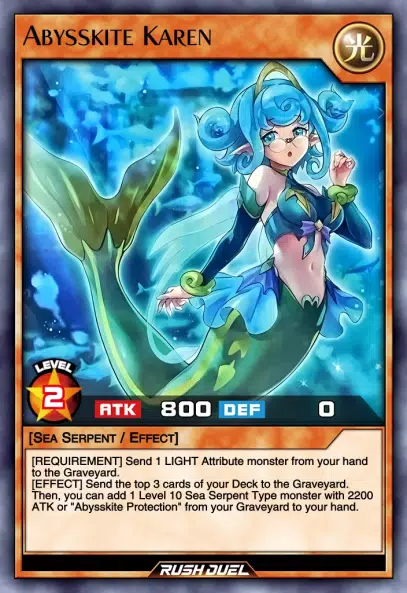 Abysskite Karen
光
LEVEL
2
ATK 800 DEF 0
[Sea Serpent / Effect]
[REQUIREMENT] Send 1 LIGHT Attribute monster from your hand
to the Graveyard.
[EFFECT] Send the top 3 cards of your Deck to the Graveyard.
Then, you can add 1 Level 10 Sea Serpent Type monster with 2200
ATK or "Abysskite Protection" from your Graveyard to your hand.
RUSH DUEL